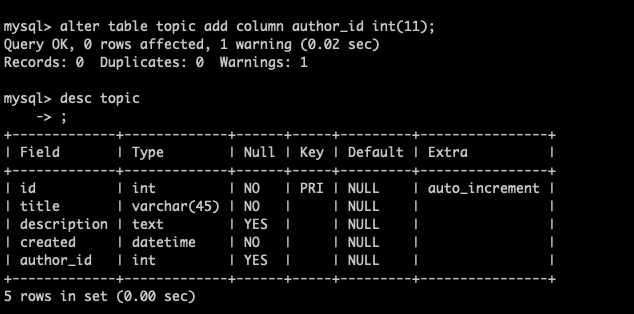 mysql> alter table topic add column author_id int(11);
Query OK, 0 rows affected, 1 warning (0.02 sec)
Records: 0  Duplicates: 0  Warnings: 1

mysql> desc topic
    -> ;
+-------------+-------------+------+-----+---------+----------------+
| Field       | Type        | Null | Key | Default | Extra          |
+-------------+-------------+------+-----+---------+----------------+
| id          | int         | NO   | PRI | NULL    | auto_increment |
| title       | varchar(45) | NO   |     | NULL    |                |
| description | text        | YES  |     | NULL    |                |
| created     | datetime    | NO   |     | NULL    |                |
| author_id   | int         | YES  |     | NULL    |                |
+-------------+-------------+------+-----+---------+----------------+
5 rows in set (0.00 sec)